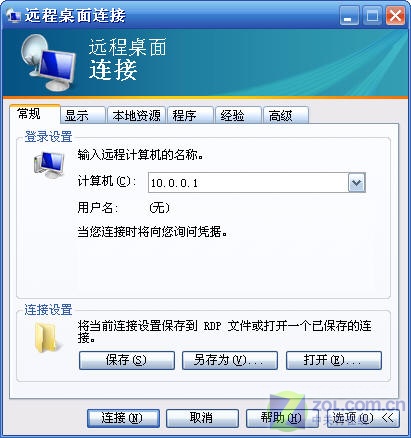 远程桌面连接
远程桌面
连接
常规 显示 本地资源 程序 经验 高级
登录设置
输入远程计算机的名称。
计算机(C): 10.0.0.1
用户名: (无)
当您连接时将向您询问凭据。
连接设置
将当前连接设置保存到 RDP 文件或打开一个已保存的连
接。
保存(S) 另存为(V)... 打开(E)...
连接(N) 取消 帮助(H) 选项(O) <<
ZOL.COM.CN